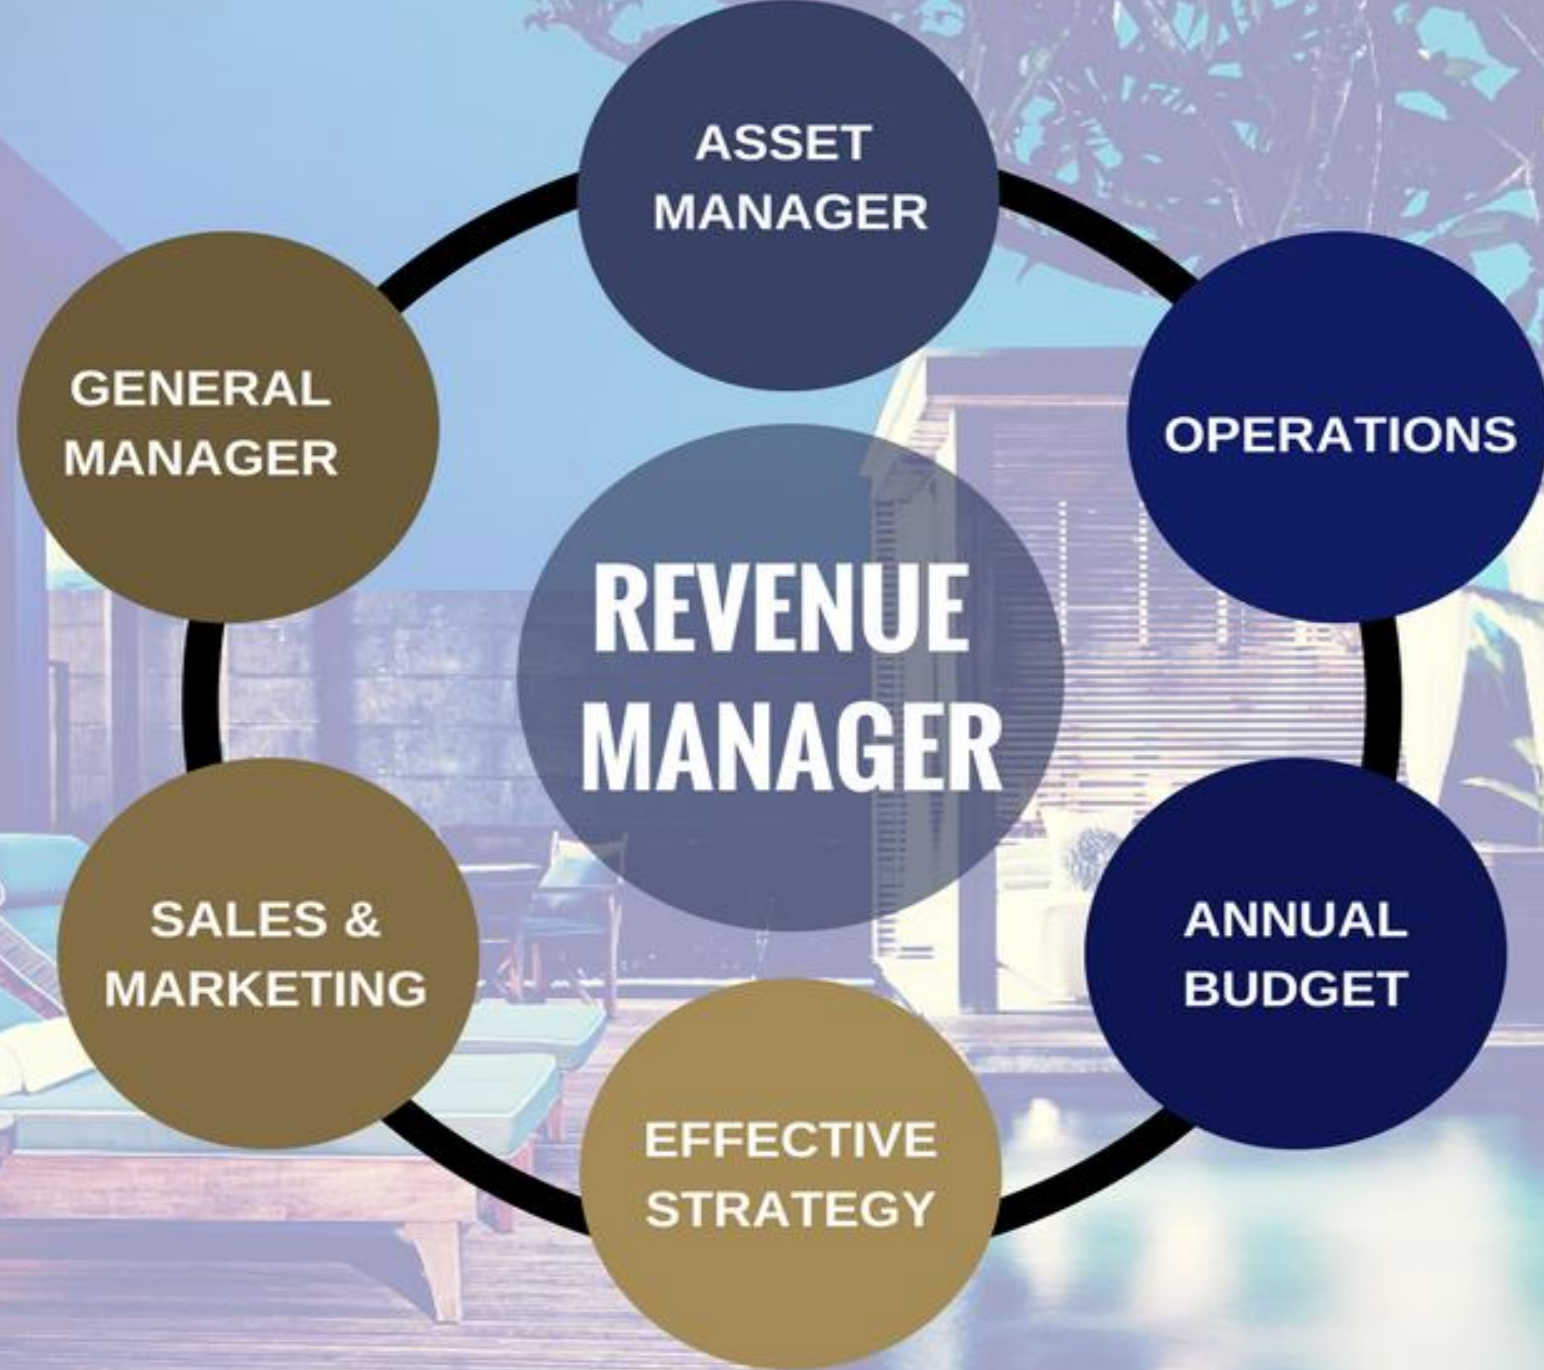 ASSET
MANAGER
GENERAL
MANAGER
OPERATIONS
REVENUE
MANAGER
SALES &
MARKETING
ANNUAL
BUDGET
EFFECTIVE
STRATEGY